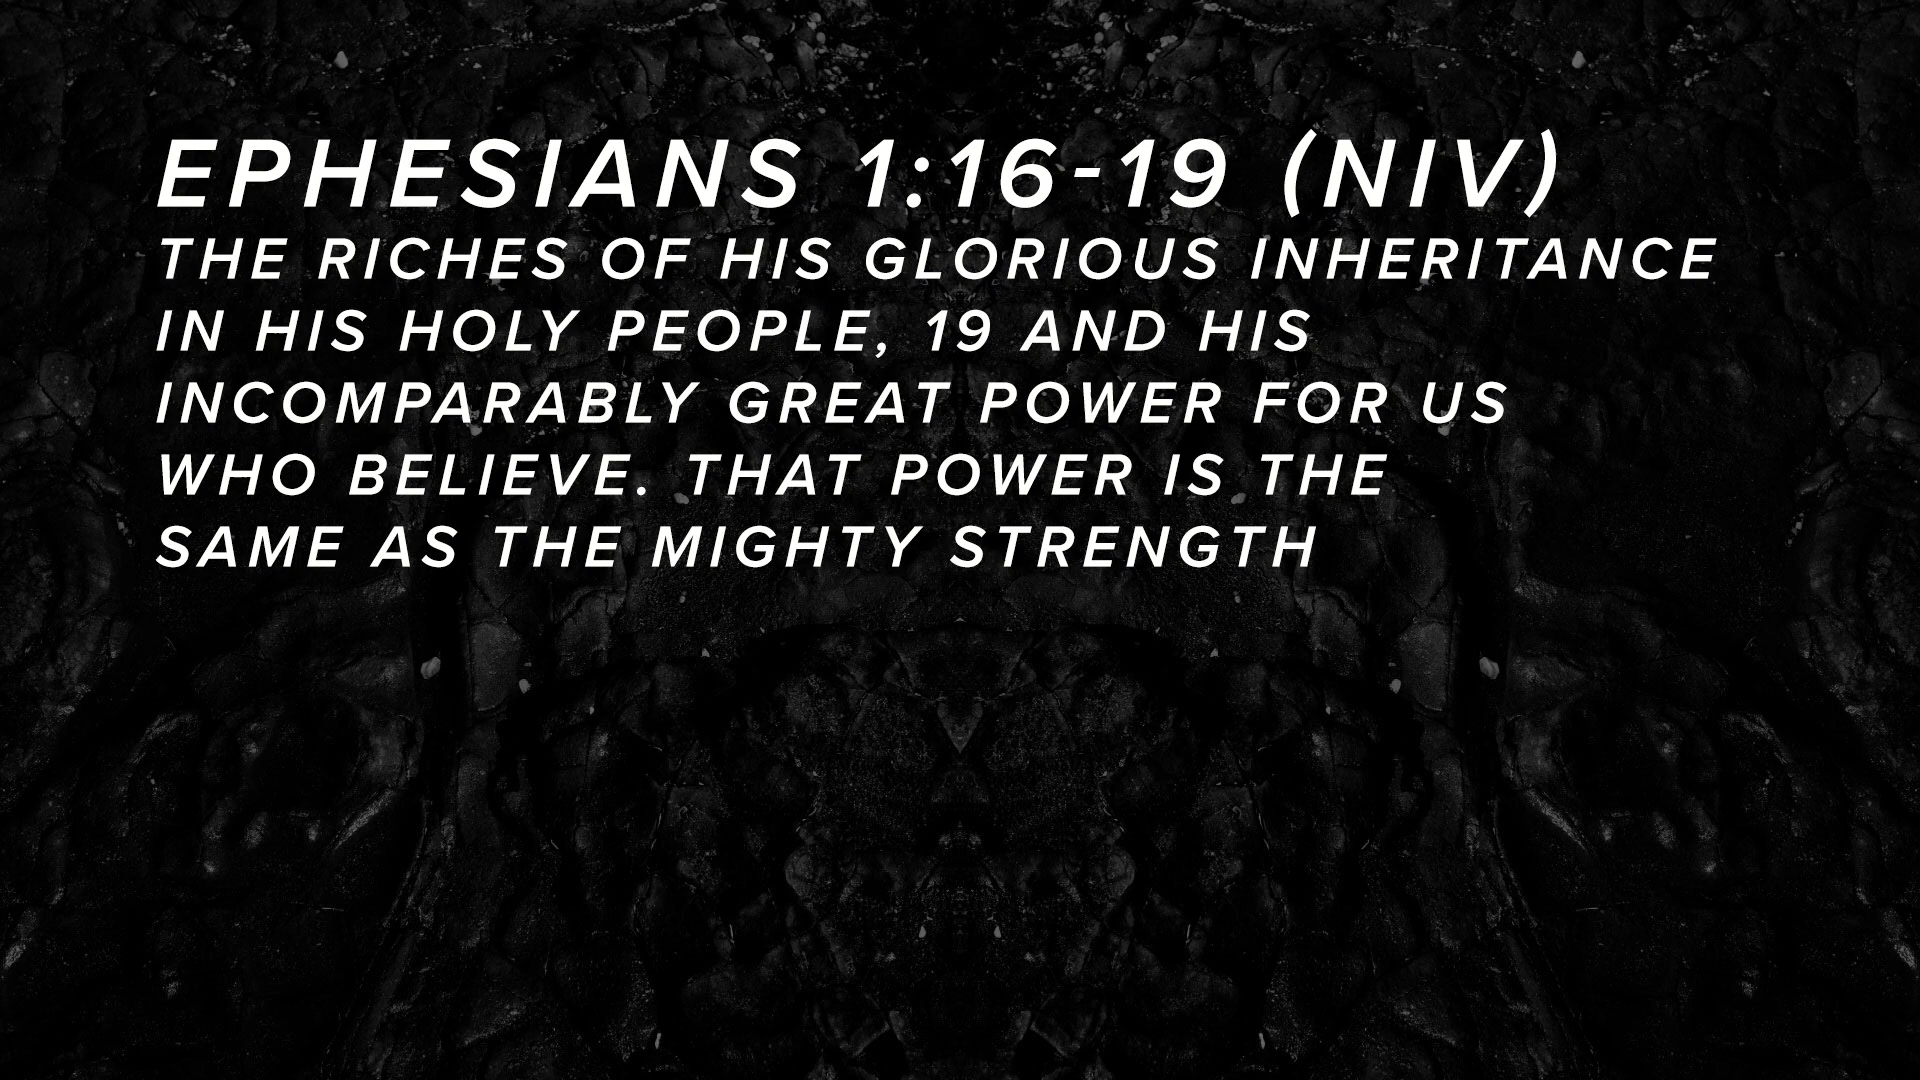 EPHESIANS 1:16-19 (NIV)
THE RICHES OF HIS GLORIOUS INHERITANCE
IN HIS HOLY PEOPLE, 19 AND HIS
INCOMPARABLY GREAT POWER FOR US
WHO BELIEVE. THAT POWER IS THE
SAME AS THE MIGHTY STRENGTH